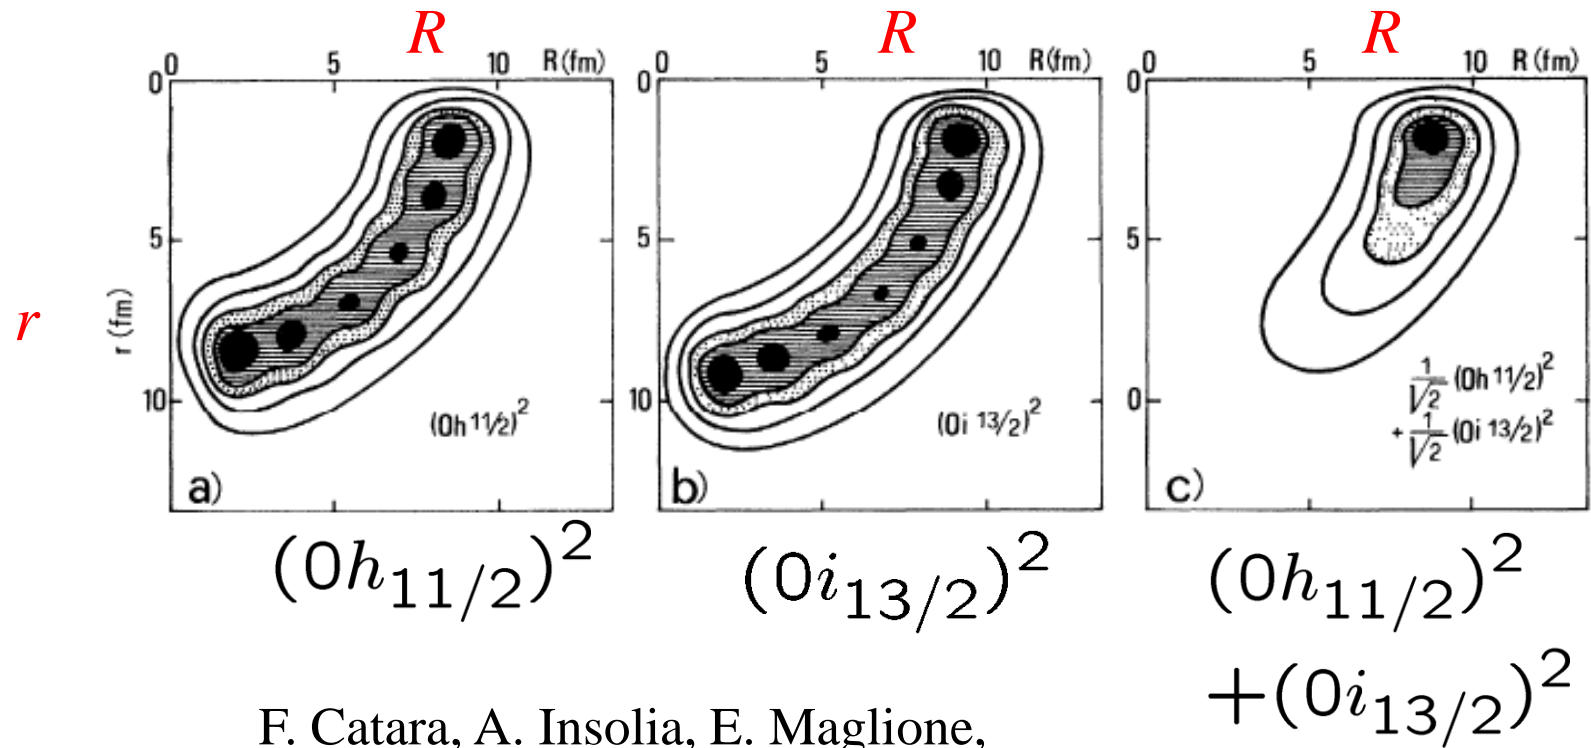 R R R
0 5 10 R(fm) 0 5 10 R(fm) 0 5 10 R(fm)
0 0 0
5 5 5
r r(fm)
10 10 0
(0h 11/2)² (0i 13/2)² 1/√2 (0h 11/2)²
+ 1/√2 (0i 13/2)²
a) b) c)
(0h11/2)² (0i13/2)² (0h11/2)²
+(0i13/2)²
F. Catara, A. Insolia, E. Maglione,